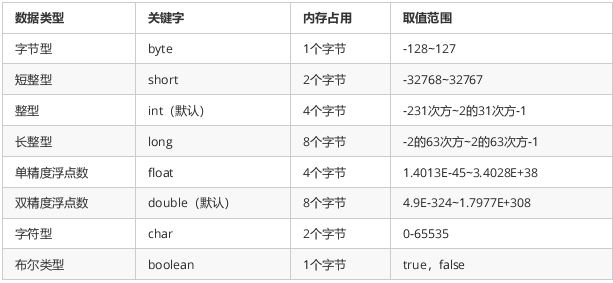 数据类型 关键字 内存占用 取值范围
字节型 byte 1个字节 -128~127
短整型 short 2个字节 -32768~32767
整型 int（默认） 4个字节 -231次方~2的31次方-1
长整型 long 8个字节 -2的63次方~2的63次方-1
单精度浮点数 float 4个字节 1.4013E-45~3.4028E+38
双精度浮点数 double（默认） 8个字节 4.9E-324~1.7977E+308
字符型 char 2个字节 0-65535
布尔类型 boolean 1个字节 true，false